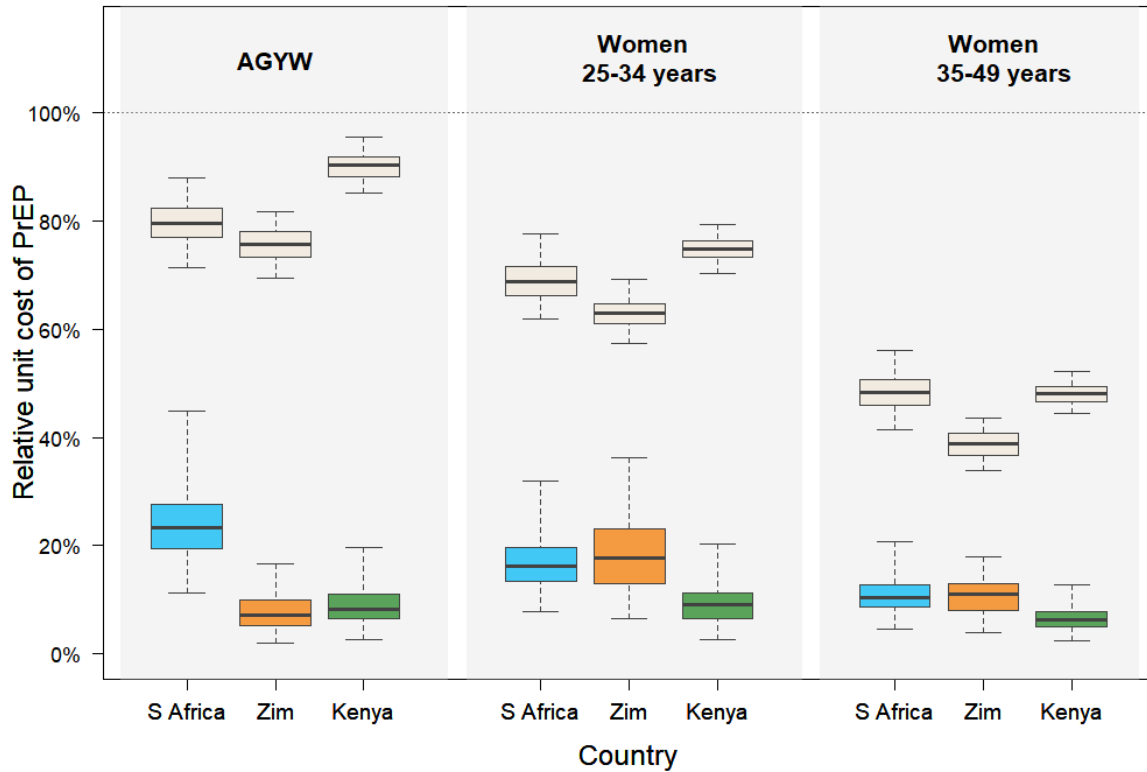 AGYW
Women
25-34 years
Women
35-49 years
Relative unit cost of PrEP
100%
80%
60%
40%
20%
0%
S Africa Zim Kenya
S Africa Zim Kenya
S Africa Zim Kenya
Country